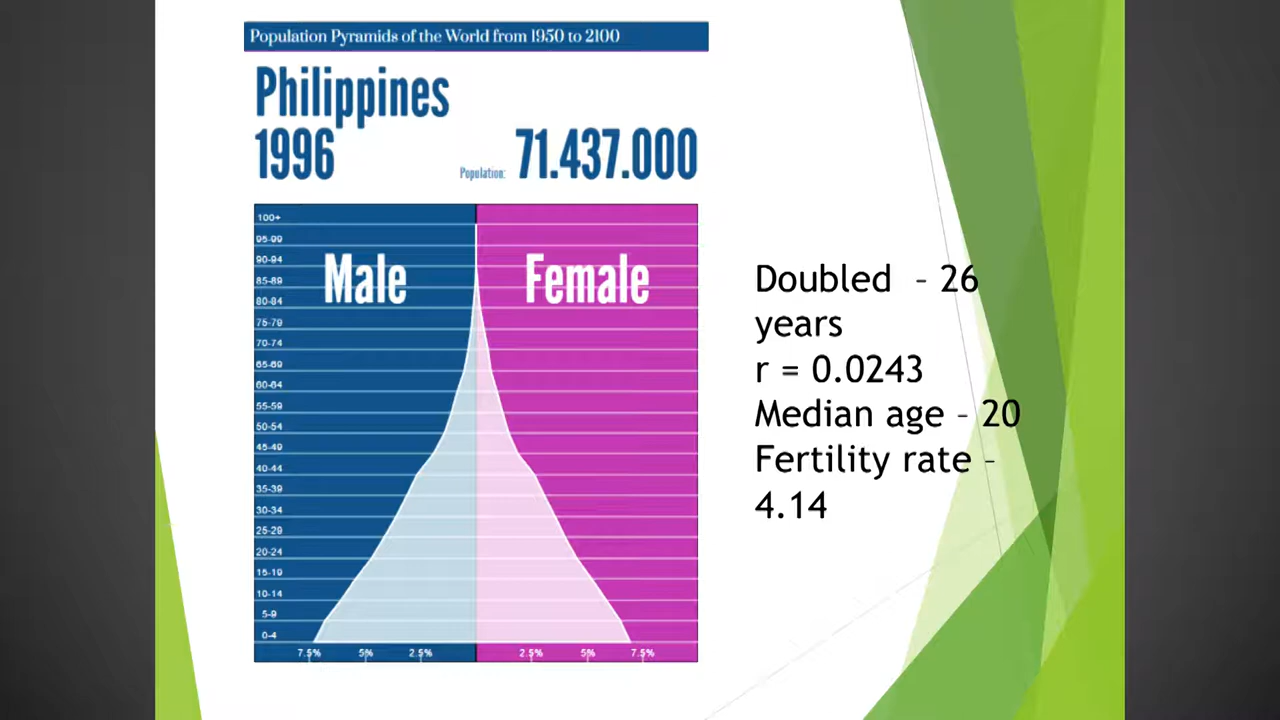 Population Pyramids of the World from 1950 to 2100
Philippines
1996
Population: 71.437.000
100+
95-99
90-94
85-89
80-84
75-79
70-74
65-69
60-64
55-59
50-54
45-49
40-44
35-39
30-34
25-29
20-24
15-19
10-14
5-9
0-4
Male
Female
7.5% 5% 2.5% 2.5% 5% 7.5%
Doubled – 26
years
r = 0.0243
Median age – 20
Fertility rate –
4.14